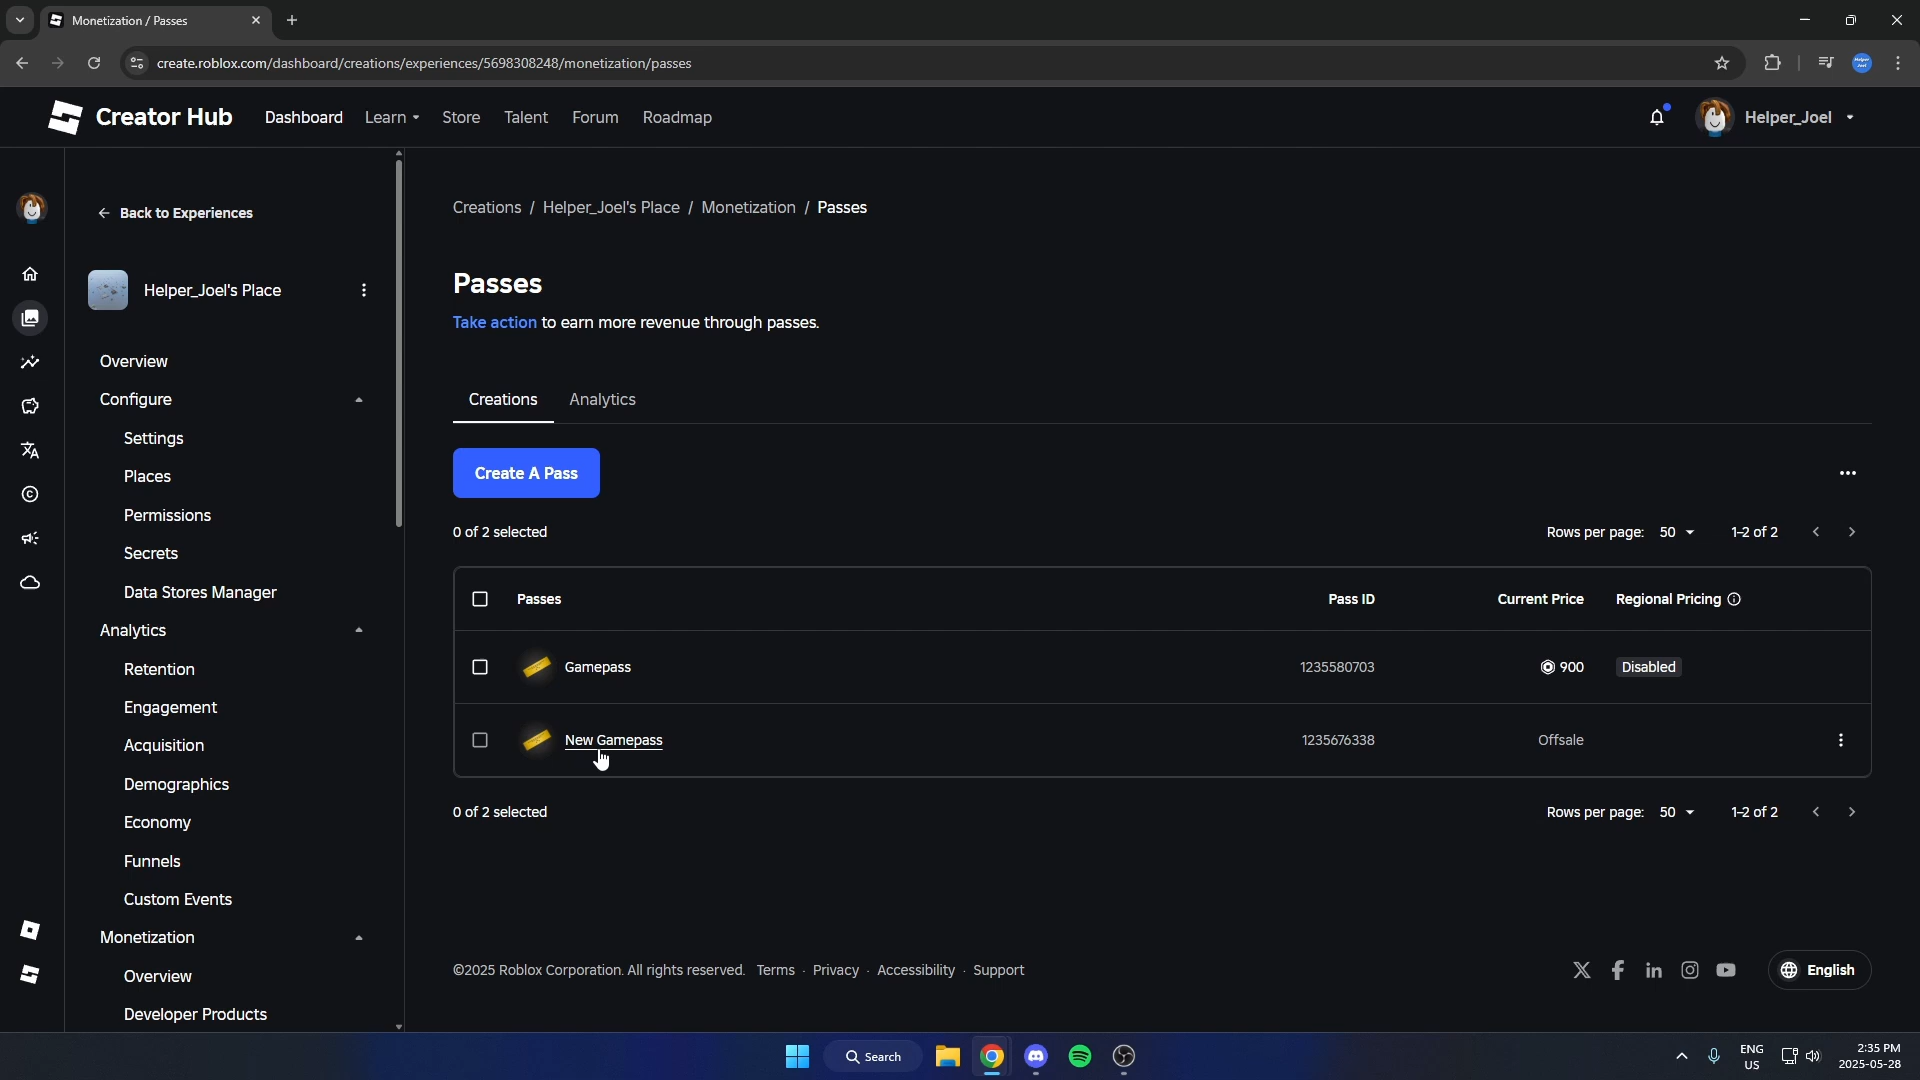 Monetization / Passes
create.roblox.com/dashboard/creations/experiences/5698308248/monetization/passes
Creator Hub Dashboard Learn Store Talent Forum Roadmap Helper_Joel
Back to Experiences
Helper_Joel's Place
Overview
Configure
Settings
Places
Permissions
Secrets
Data Stores Manager
Analytics
Retention
Engagement
Acquisition
Demographics
Economy
Funnels
Custom Events
Monetization
Overview
Developer Products
Creations / Helper_Joel's Place / Monetization / Passes
Passes
Take action to earn more revenue through passes.
Creations Analytics
Create A Pass
0 of 2 selected Rows per page: 50 1-2 of 2
Passes Pass ID Current Price Regional Pricing
Gamepass 1235580703 900 Disabled
New Gamepass 1235676338 Offsale
0 of 2 selected Rows per page: 50 1-2 of 2
©2025 Roblox Corporation. All rights reserved. Terms · Privacy · Accessibility · Support English
Search ENG US 2:35 PM 2025-05-28